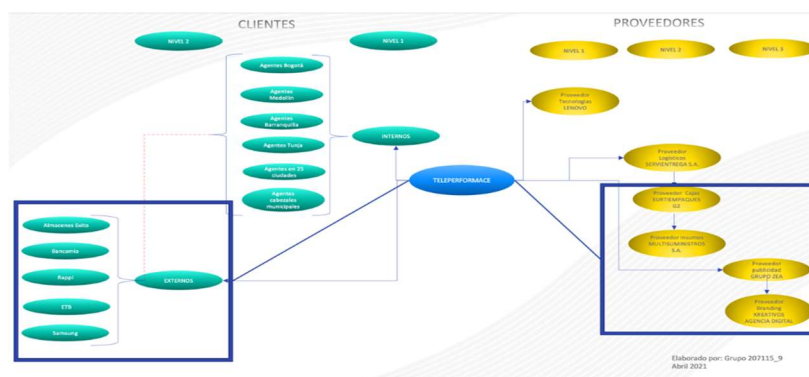 CLIENTES
PROVEEDORES
NIVEL 2
NIVEL 1
NIVEL 1
NIVEL 2
NIVEL 3
Agentes Bogotá
Agentes
Medellín
Agentes
Barranquilla
Agentes Tunja
Agentes en 23
ciudades
Agentes
cabezales
municipales
INTERNOS
TELEPERFORMACE
Proveedor
Tecnologías
LENOVO
Proveedor
Logísticos
SERVIENTREGA S.A.
Proveedor Cajas
SURTIEMPAQUES
G2
Proveedor Insumos
MULTISUMINISTROS
S.A.
Proveedor
publicidad
GRUPO ZEA
Proveedor
Branding
KREATIVOS
AGENCIA DIGITAL
Almacenes Exito
Bancomia
Rappi
ETB
Samsung
EXTERNOS
Elaborado por: Grupo 207115_9
Abril 2021